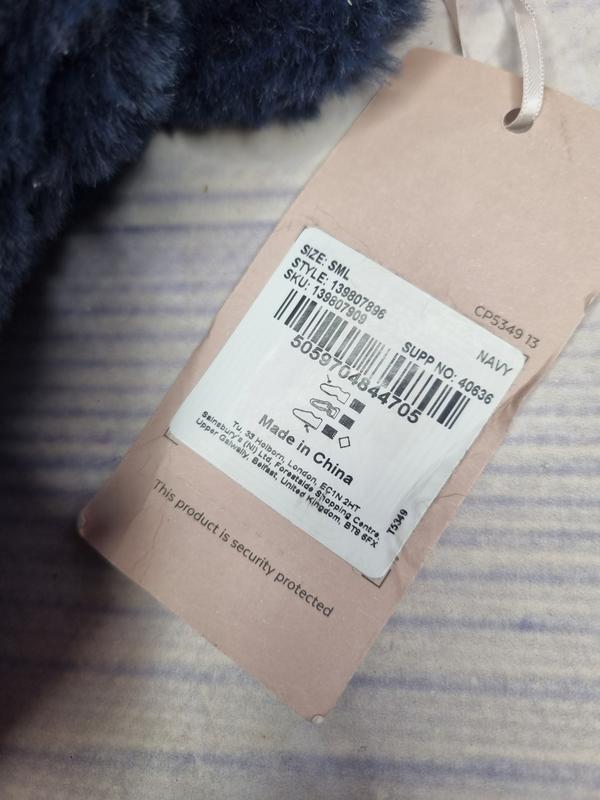 CP5349 13
SIZE: SML
STYLE: 139807896
SKU: 139807909
NAVY
SUPP NO: 40636
5059704844705
Made in China
Tu, 33 Holborn, London, EC1N 2HT
Sainsbury's (NI) Ltd, Forestside Shopping Centre,
Upper Galwally, Belfast, United Kingdom, BT8 6FX
T5349
This product is security protected